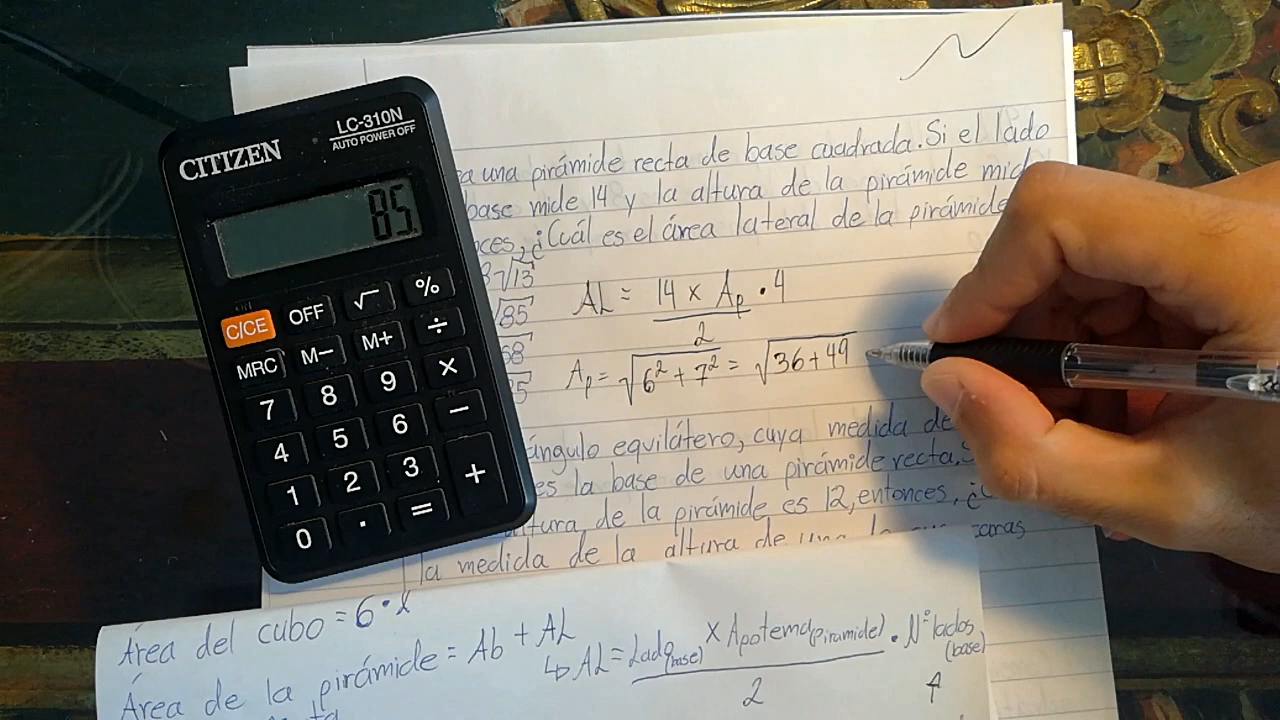 CITIZEN
LC-310N
AUTO POWER OFF
85.
C/CE OFF √ %
MRC M− M+ ÷
7 8 9 ×
4 5 6 −
1 2 3 +
0 . =
una pirámide recta de base cuadrada. Si el lado
base mide 14 y la altura de la pirámide
¿Cuál es el área lateral de la pirámide
√13
√85
AL = 14 x Ap • 4
2
Ap = √6² + 7² = √36 + 49
equilátero, cuya medida de
es la base de una pirámide recta.
de la pirámide es 12, entonces,
la medida de la altura de
Área del cubo = 6 •
Área de la pirámide = Ab + AL
↳ AL = Lado(base) x Apotema(piramide) • N° lados (base)
2 4